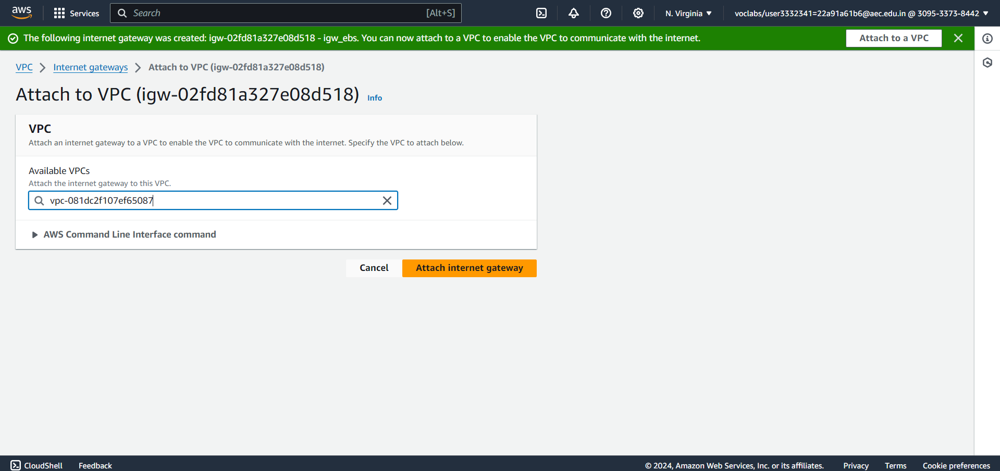 aws Services Search [Alt+S] N. Virginia voclabs/user3332341=22a91a61b6@aec.edu.in @ 3095-3373-8442
The following internet gateway was created: igw-02fd81a327e08d518 - igw_ebs. You can now attach to a VPC to enable the VPC to communicate with the internet. Attach to a VPC
VPC Internet gateways Attach to VPC (igw-02fd81a327e08d518)
Attach to VPC (igw-02fd81a327e08d518) Info
VPC
Attach an internet gateway to a VPC to enable the VPC to communicate with the internet. Specify the VPC to attach below.
Available VPCs
Attach the internet gateway to this VPC.
vpc-081dc2f107ef65087
AWS Command Line Interface command
Cancel Attach internet gateway
CloudShell Feedback © 2024, Amazon Web Services, Inc. or its affiliates. Privacy Terms Cookie preferences